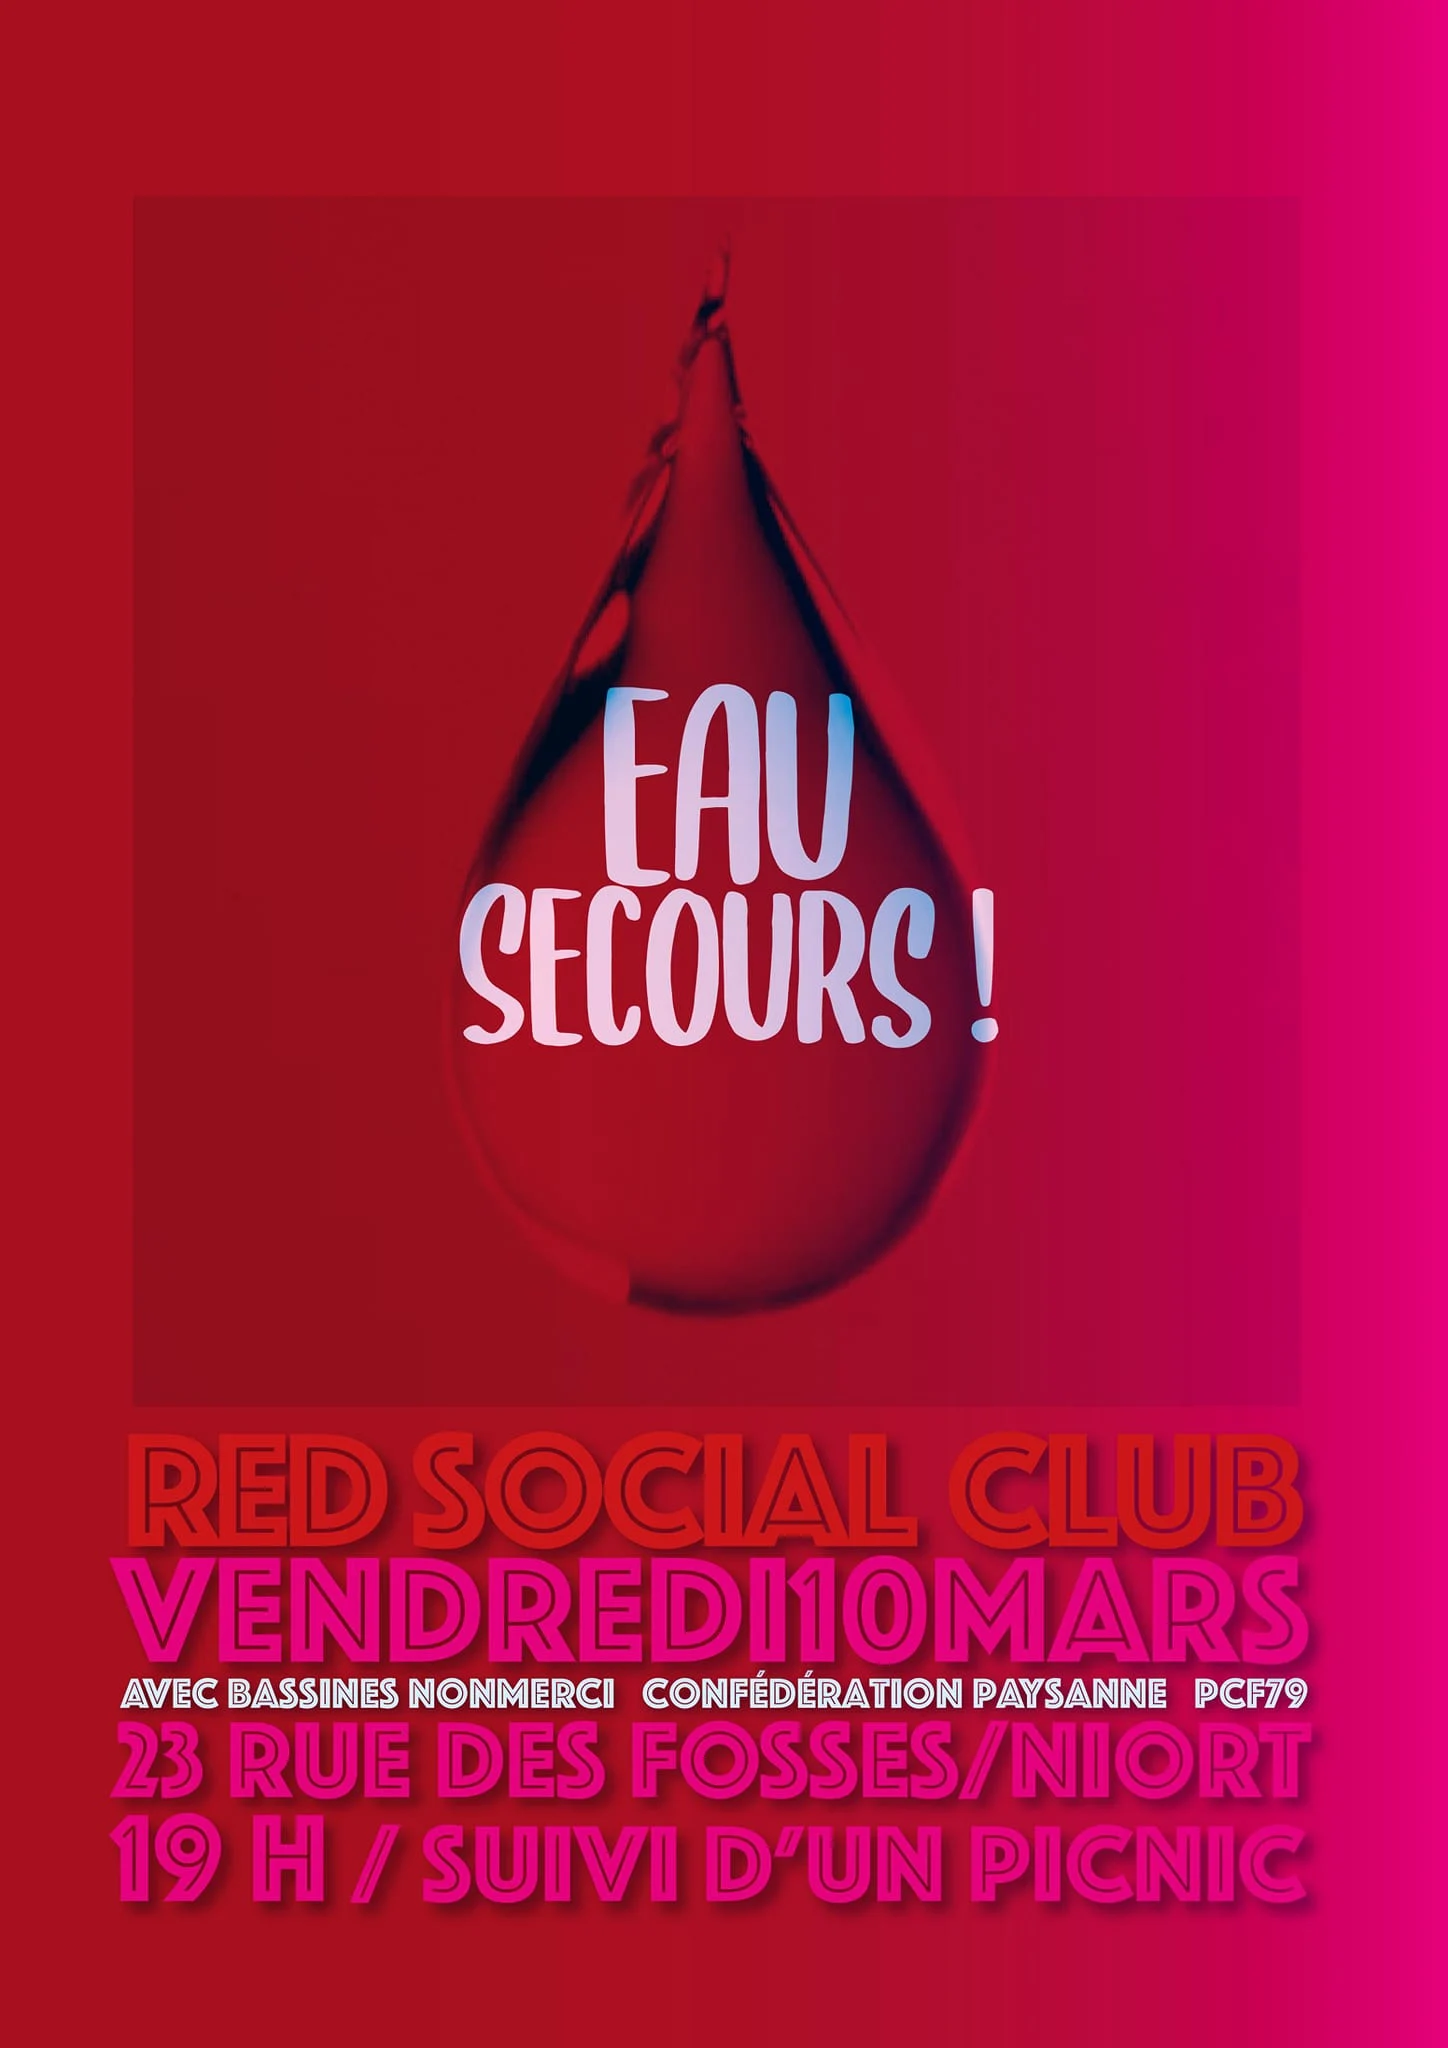 EAU
SECOURS !
RED SOCIAL CLUB
VENDREDI10MARS
AVEC BASSINES NONMERCI CONFÉDÉRATION PAYSANNE PCF79
23 RUE DES FOSSES/NIORT
19 H / SUIVI D'UN PICNIC